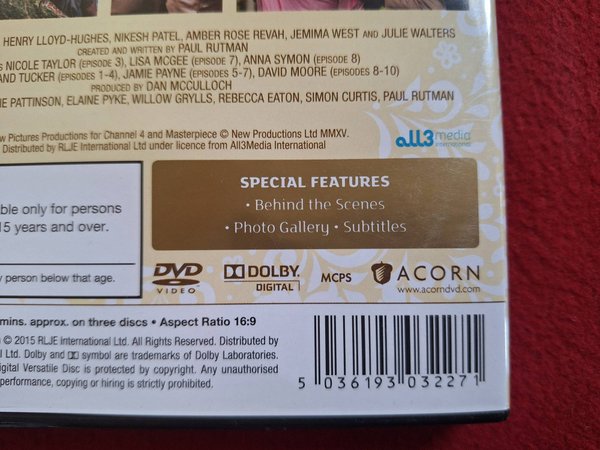 HENRY LLOYD-HUGHES, NIKESH PATEL, AMBER ROSE REVAH, JEMIMA WEST AND JULIE WALTERS
CREATED AND WRITTEN BY PAUL RUTMAN
NICOLE TAYLOR (EPISODE 3), LISA MCGEE (EPISODE 7), ANNA SYMON (EPISODE 8)
AND TUCKER (EPISODES 1-4), JAMIE PAYNE (EPISODES 5-7), DAVID MOORE (EPISODES 8-10)
PRODUCED BY DAN MCCULLOCH
IE PATTINSON, ELAINE PYKE, WILLOW GRYLLS, REBECCA EATON, SIMON CURTIS, PAUL RUTMAN
w Pictures Productions for Channel 4 and Masterpiece © New Productions Ltd MMXV.
Distributed by RLJE International Ltd under licence from All3Media International
all3 media
international
ble only for persons
15 years and over.
y person below that age.
SPECIAL FEATURES
• Behind the Scenes
• Photo Gallery • Subtitles
DVD
VIDEO
DOLBY
DIGITAL
MCPS
ACORN
www.acorndvd.com
mins. approx. on three discs • Aspect Ratio 16:9
© 2015 RLJE International Ltd. All Rights Reserved. Distributed by
l Ltd. Dolby and symbol are trademarks of Dolby Laboratories.
igital Versatile Disc is protected by copyright. Any unauthorised
performance, copying or hiring is strictly prohibited.
5 036193 032271